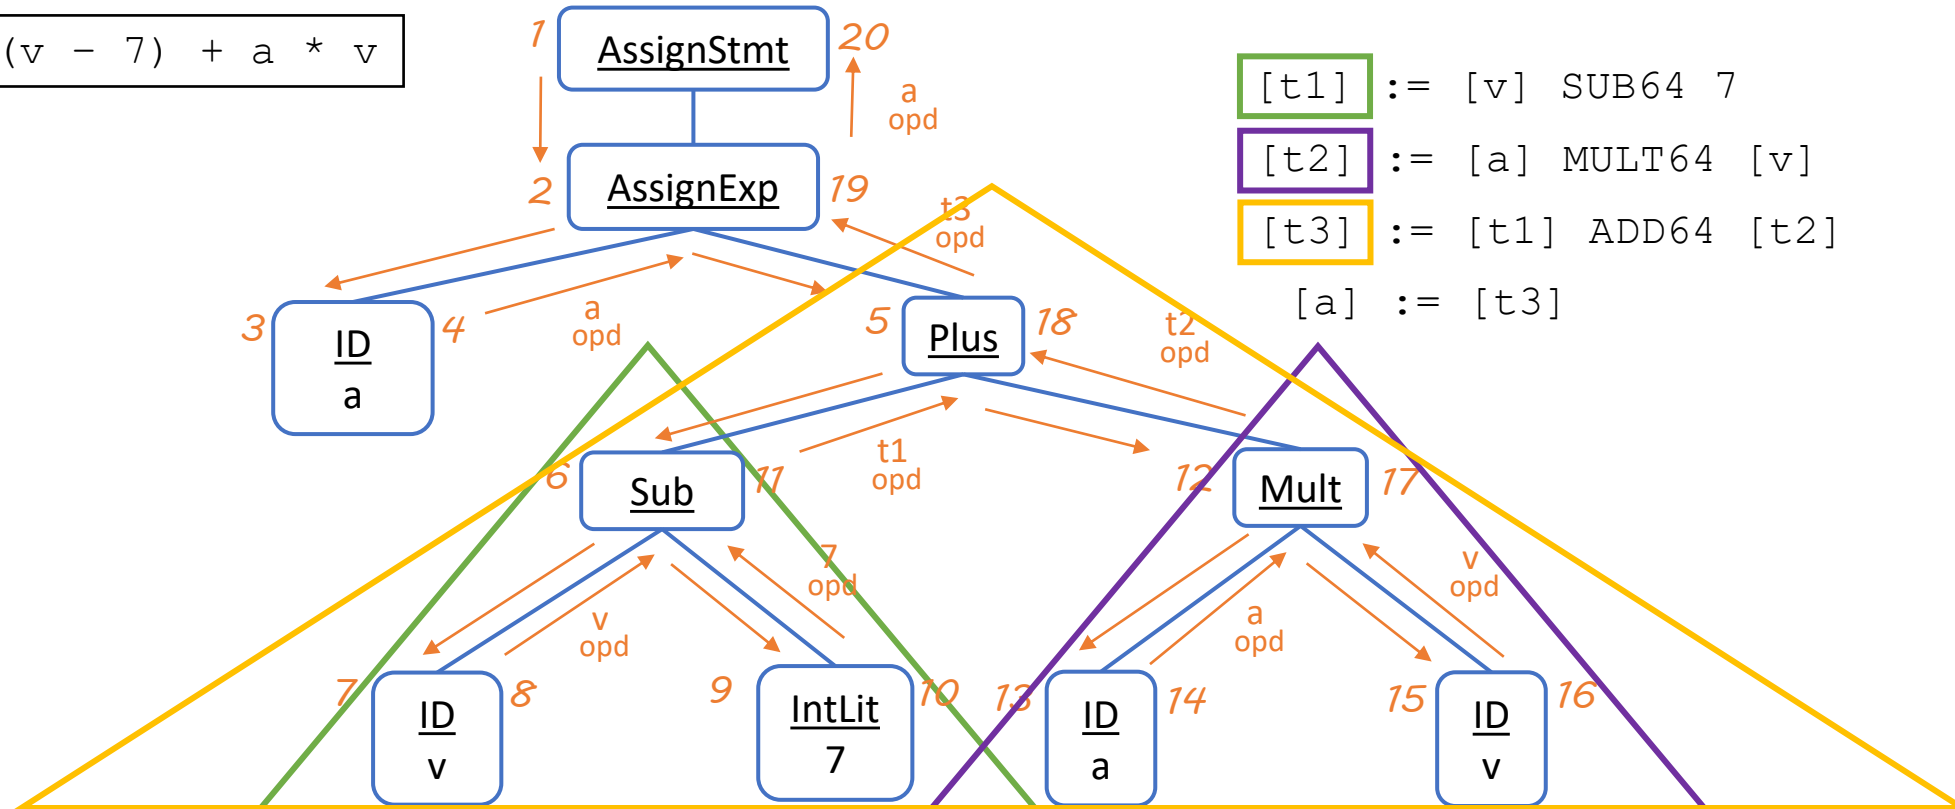 (v - 7) + a * v
1
AssignStmt
20
a
opd
2
AssignExp
19
t3
opd
3
ID
a
4
a
opd
5
Plus
18
t2
opd
6
Sub
11
t1
opd
12
Mult
17
7
opd
v
opd
v
opd
a
opd
7
ID
v
8
9
IntLit
7
10
13
ID
a
14
15
ID
v
16
[t1] := [v] SUB64 7
[t2] := [a] MULT64 [v]
[t3] := [t1] ADD64 [t2]
[a] := [t3]